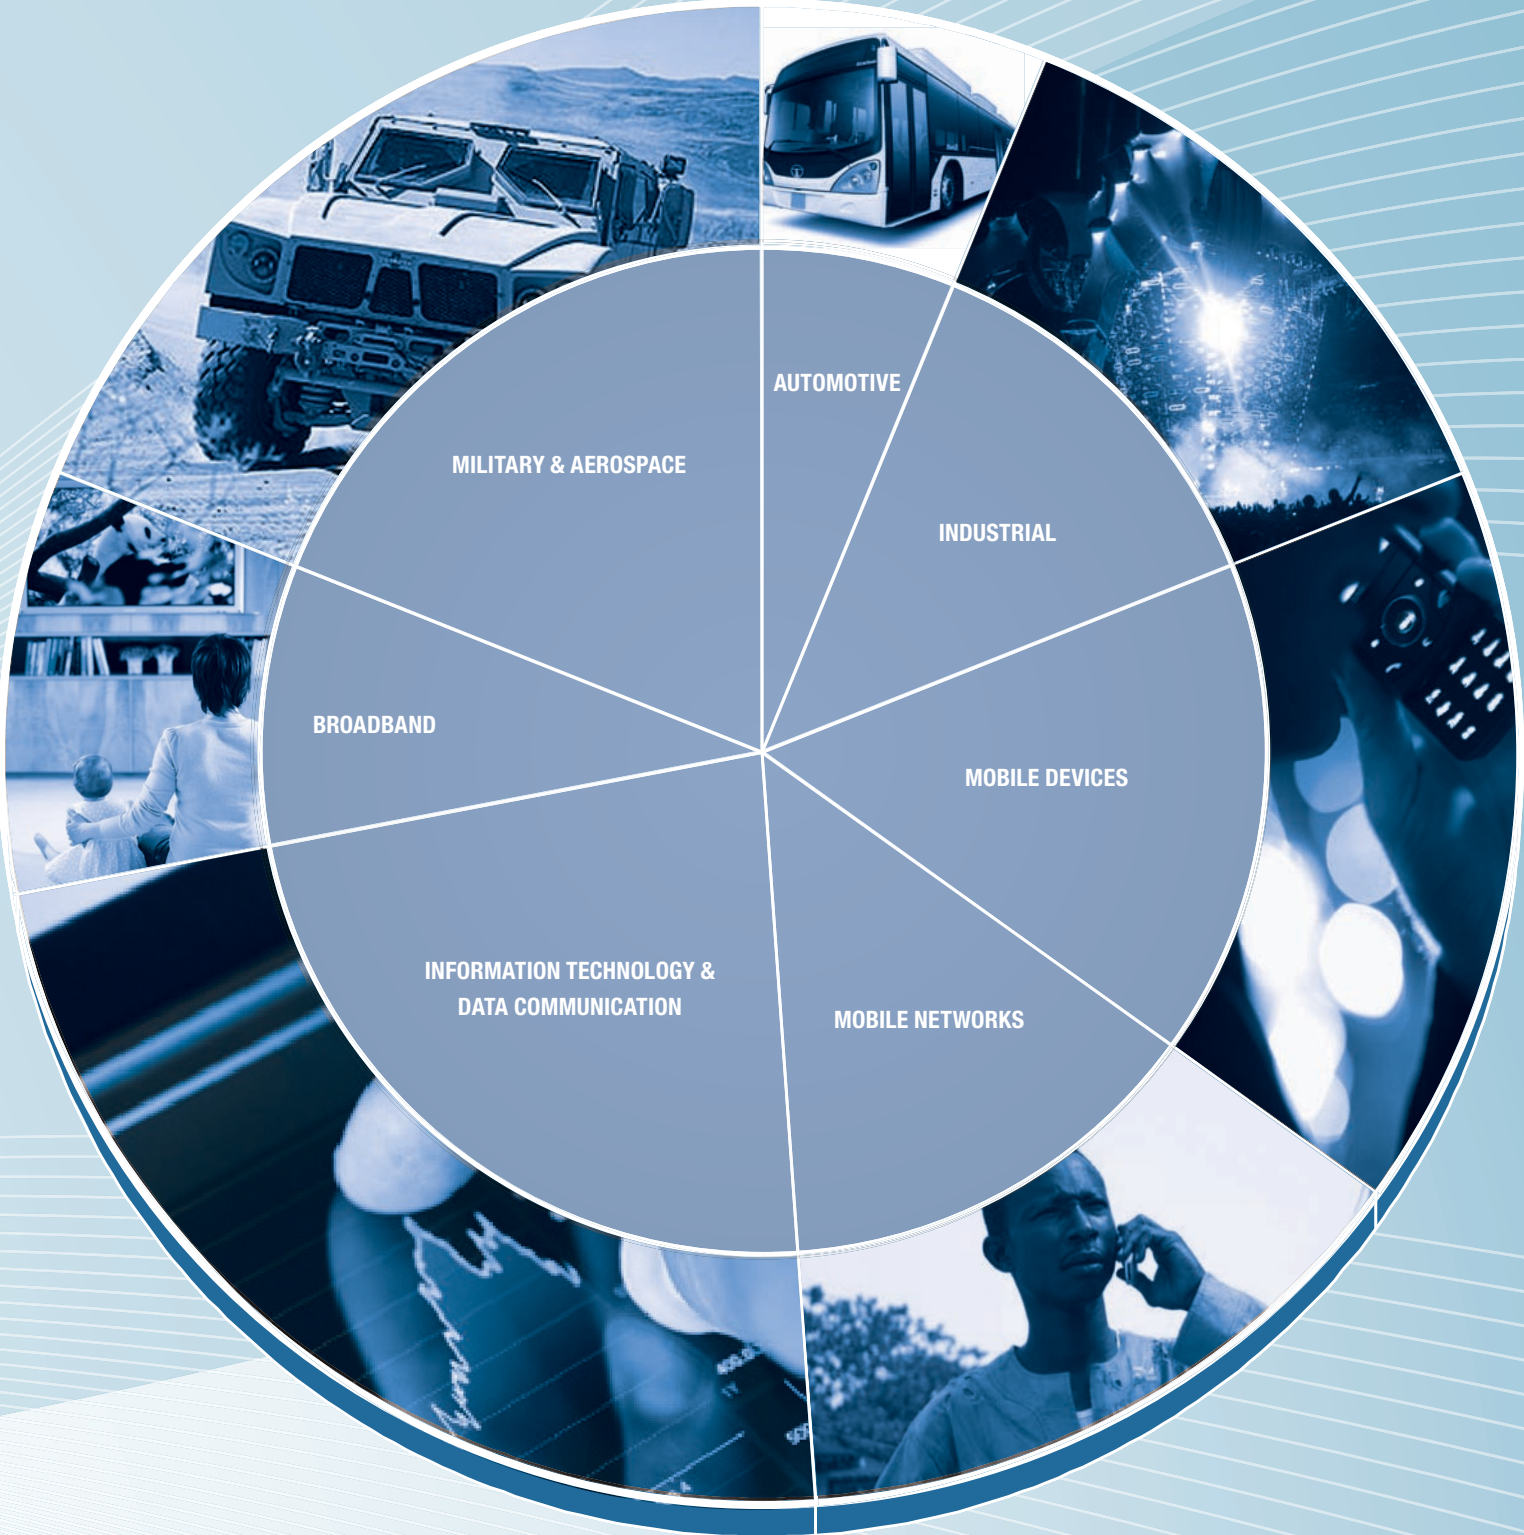 AUTOMOTIVE
MILITARY & AEROSPACE
INDUSTRIAL
BROADBAND
MOBILE DEVICES
INFORMATION TECHNOLOGY &
DATA COMMUNICATION
MOBILE NETWORKS